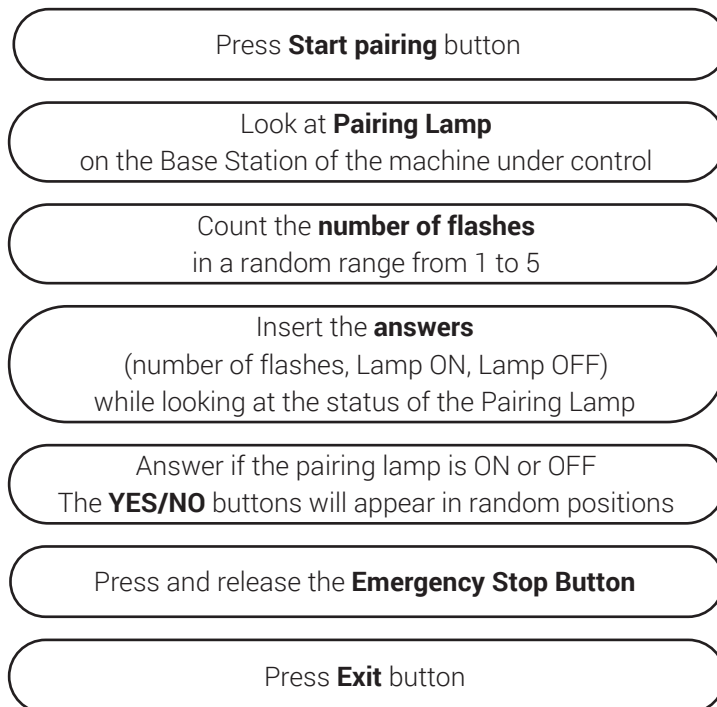 Press Start pairing button
Look at Pairing Lamp
on the Base Station of the machine under control
Count the number of flashes
in a random range from 1 to 5
Insert the answers
(number of flashes, Lamp ON, Lamp OFF)
while looking at the status of the Pairing Lamp
Answer if the pairing lamp is ON or OFF
The YES/NO buttons will appear in random positions
Press and release the Emergency Stop Button
Press Exit button